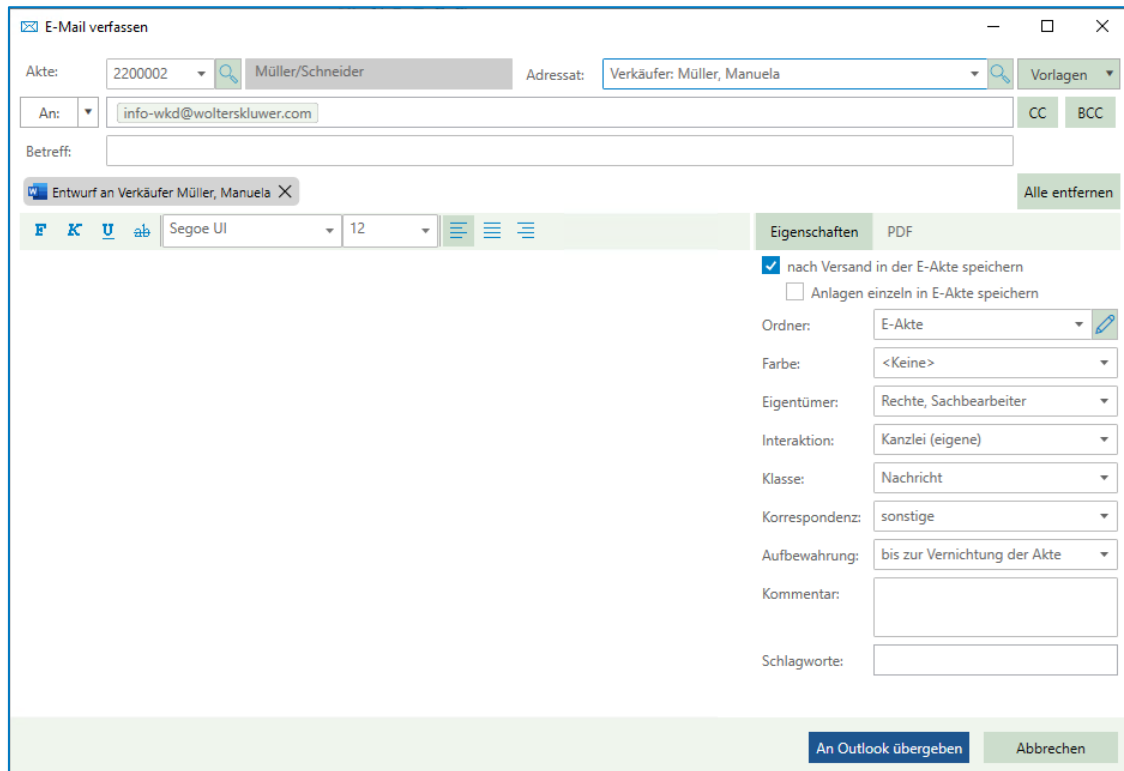 E-Mail verfassen
Akte: 2200002 Müller/Schneider Adressat: Verkäufer: Müller, Manuela Vorlagen
An: info-wkd@wolterskluwer.com CC BCC
Betreff:
Entwurf an Verkäufer Müller, Manuela Alle entfernen
F K U ab Segoe UI 12 Eigenschaften PDF
nach Versand in der E-Akte speichern
Anlagen einzeln in E-Akte speichern
Ordner: E-Akte
Farbe: <Keine>
Eigentümer: Rechte, Sachbearbeiter
Interaktion: Kanzlei (eigene)
Klasse: Nachricht
Korrespondenz: sonstige
Aufbewahrung: bis zur Vernichtung der Akte
Kommentar:
Schlagworte:
An Outlook übergeben Abbrechen